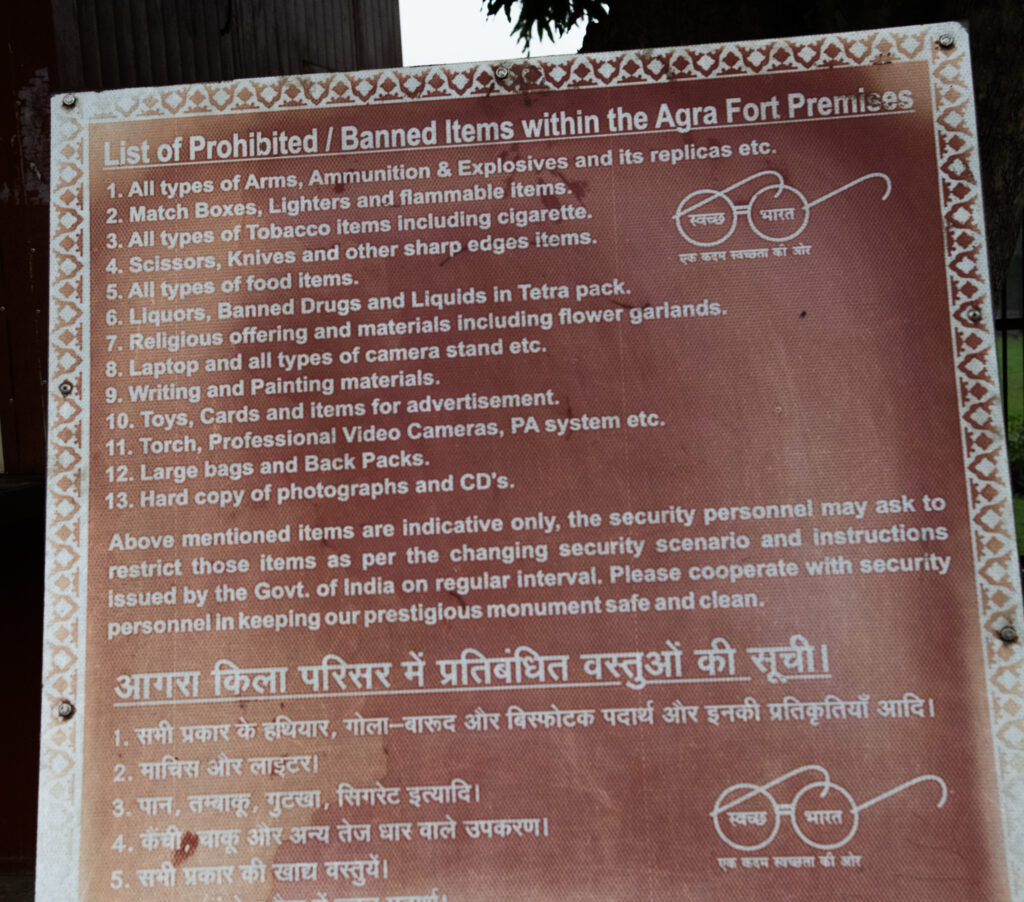 List of Prohibited / Banned Items within the Agra Fort Premises
1. All types of Arms, Ammunition & Explosives and its replicas etc.
2. Match Boxes, Lighters and flammable items.
3. All types of Tobacco items including cigarette.
4. Scissors, Knives and other sharp edges items.
5. All types of food items.
6. Liquors, Banned Drugs and Liquids in Tetra pack.
7. Religious offering and materials including flower garlands.
8. Laptop and all types of camera stand etc.
9. Writing and Painting materials.
10. Toys, Cards and items for advertisement.
11. Torch, Professional Video Cameras, PA system etc.
12. Large bags and Back Packs.
13. Hard copy of photographs and CD's.
स्वच्छ भारत
एक कदम स्वच्छता की ओर
Above mentioned items are indicative only, the security personnel may ask to
restrict those items as per the changing security scenario and instructions
issued by the Govt. of India on regular interval. Please cooperate with security
personnel in keeping our prestigious monument safe and clean.
आगरा किला परिसर में प्रतिबंधित वस्तुओं की सूची।
1. सभी प्रकार के हथियार, गोला–बारूद और बिस्फोटक पदार्थ और इनकी प्रतिकृतियाँ आदि।
2. माचिस और लाइटर।
3. पान, तम्बाकू, गुटखा, सिगरेट इत्यादि।
4. कैंची, चाकू और अन्य तेज धार वाले उपकरण।
5. सभी प्रकार की खाद्य वस्तुयें।
स्वच्छ भारत
एक कदम स्वच्छता की ओर